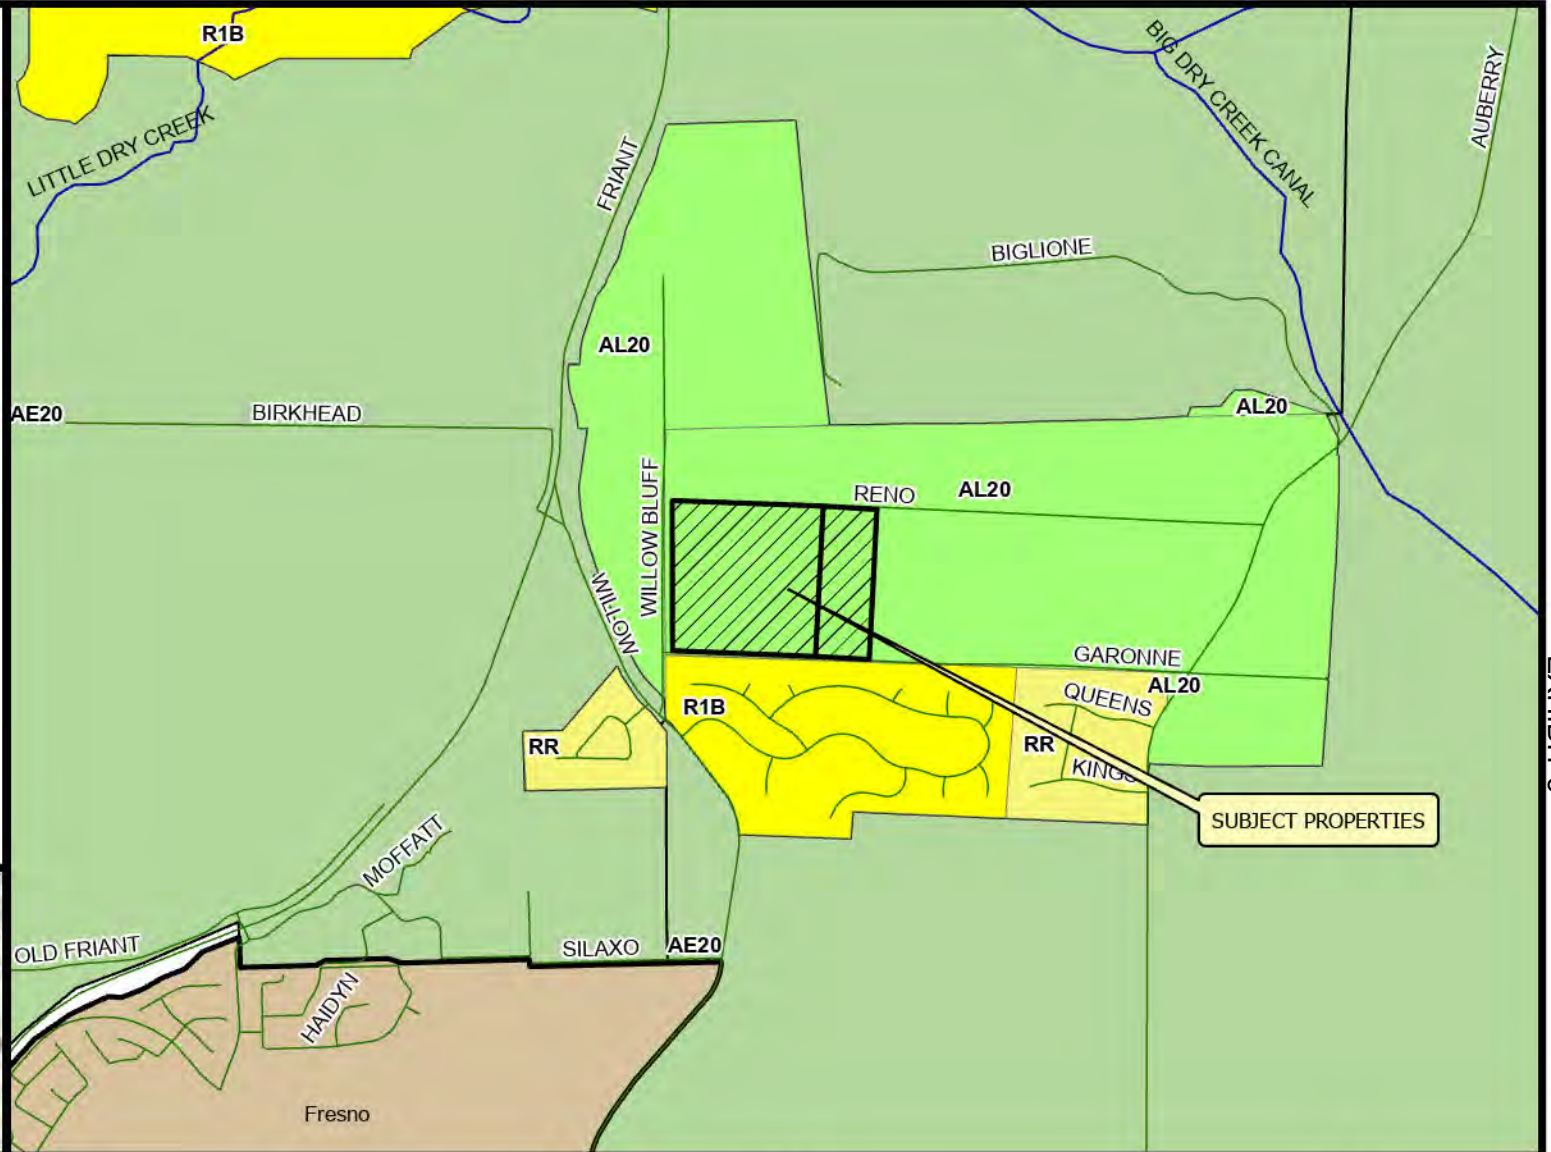 R1B
LITTLE DRY CREEK
FRIANT
BIG DRY CREEK CANAL
AUBERRY
BIGLIONE
AL20
AE20
BIRKHEAD
AL20
RENO
AL20
WILLOW BLUFF
WILLOW
GARONNE
AL20
QUEENS
R1B
RR
RR
KINGS
SUBJECT PROPERTIES
MOFFATT
OLD FRIANT
SILAXO
AE20
HAIDYN
Fresno